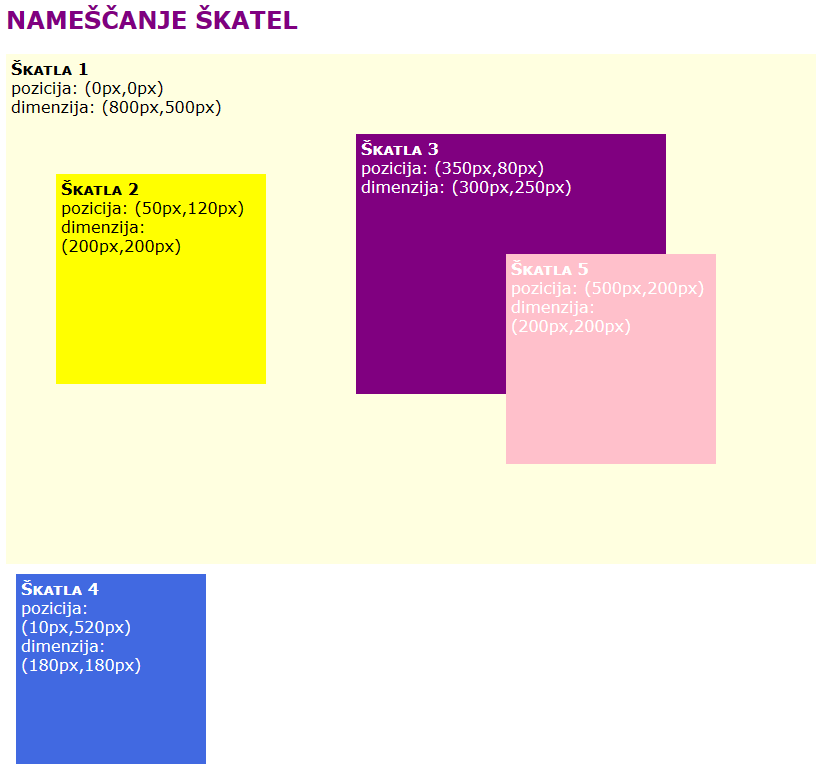 NAMEŠČANJE ŠKATEL
Škatla 1
pozicija: (0px,0px)
dimenzija: (800px,500px)
Škatla 3
pozicija: (350px,80px)
dimenzija: (300px,250px)
Škatla 2
pozicija: (50px,120px)
dimenzija:
(200px,200px)
Škatla 5
pozicija: (500px,200px)
dimenzija:
(200px,200px)
Škatla 4
pozicija:
(10px,520px)
dimenzija:
(180px,180px)